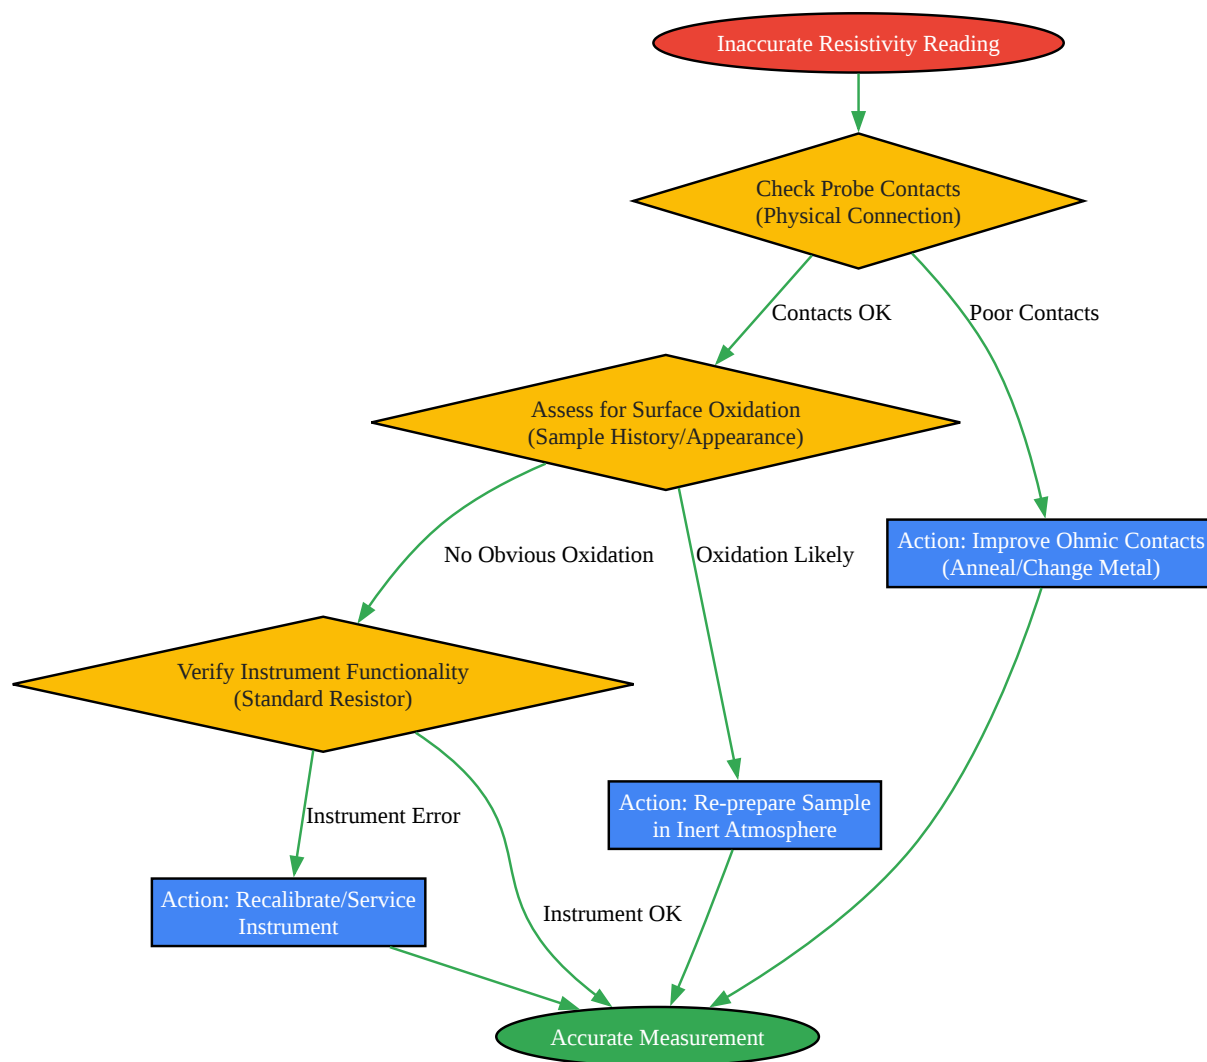 Inaccurate Resistivity Reading
Check Probe Contacts
(Physical Connection)
Contacts OK
Poor Contacts
Assess for Surface Oxidation
(Sample History/Appearance)
No Obvious Oxidation
Oxidation Likely
Action: Improve Ohmic Contacts
(Anneal/Change Metal)
Verify Instrument Functionality
(Standard Resistor)
Instrument Error
Action: Re-prepare Sample
in Inert Atmosphere
Action: Recalibrate/Service
Instrument
Instrument OK
Accurate Measurement